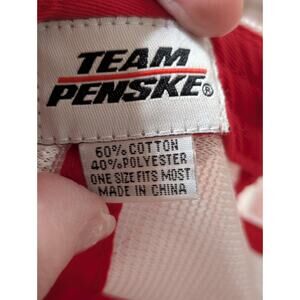 TEAM
PENSKE®
60% COTTON
40% POLYESTER
ONE SIZE FITS MOST
MADE IN CHINA